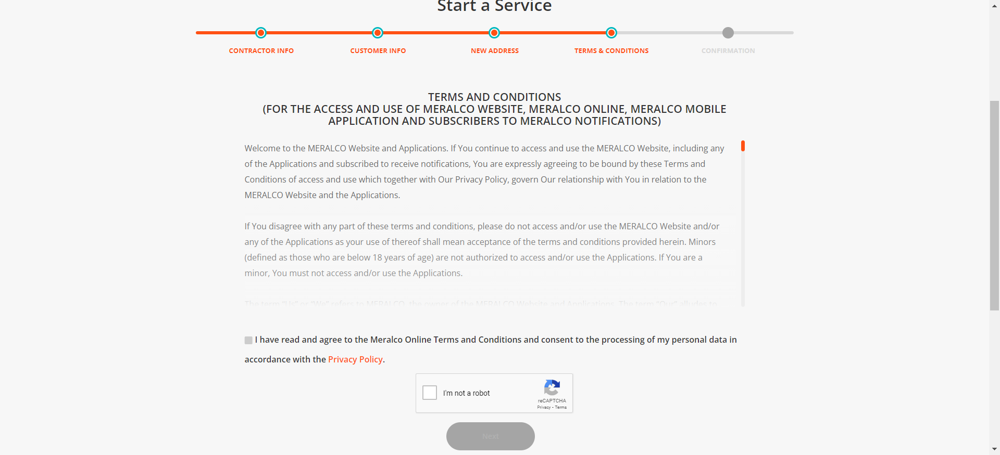 Start a Service
CONTRACTOR INFO
CUSTOMER INFO
NEW ADDRESS
TERMS & CONDITIONS
CONFIRMATION
TERMS AND CONDITIONS
(FOR THE ACCESS AND USE OF MERALCO WEBSITE, MERALCO ONLINE, MERALCO MOBILE
APPLICATION AND SUBSCRIBERS TO MERALCO NOTIFICATIONS)
Welcome to the MERALCO Website and Applications. If You continue to access and use the MERALCO Website, including any
of the Applications and subscribed to receive notifications, You are expressly agreeing to be bound by these Terms and
Conditions of access and use which together with Our Privacy Policy, govern Our relationship with You in relation to the
MERALCO Website and the Applications.
If You disagree with any part of these terms and conditions, please do not access and/or use the MERALCO Website and/or
any of the Applications as your use of thereof shall mean acceptance of the terms and conditions provided herein. Minors
(defined as those who are below 18 years of age) are not authorized to access and/or use the Applications. If You are a
minor, You must not access and/or use the Applications.
The term “Us” or “We” refers to MERALCO, the owner of the MERALCO Website and Applications. The term “Our” alludes to
I have read and agree to the Meralco Online Terms and Conditions and consent to the processing of my personal data in
accordance with the Privacy Policy.
I'm not a robot
reCAPTCHA
Privacy - Terms
Next